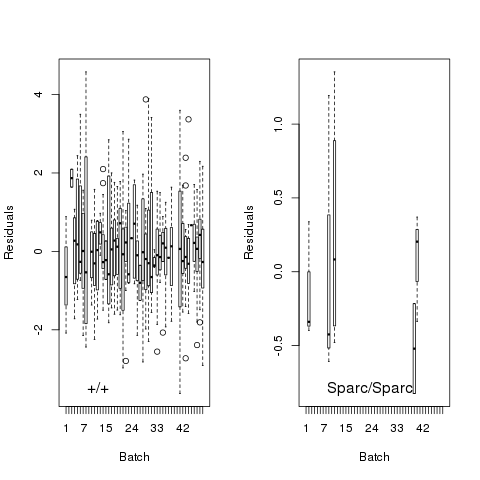 Residuals
4
2
0
-2
+/+
1 7 15 24 33 42
Batch
Residuals
1.0
0.5
0.0
-0.5
Sparc/Sparc
1 7 15 24 33 42
Batch